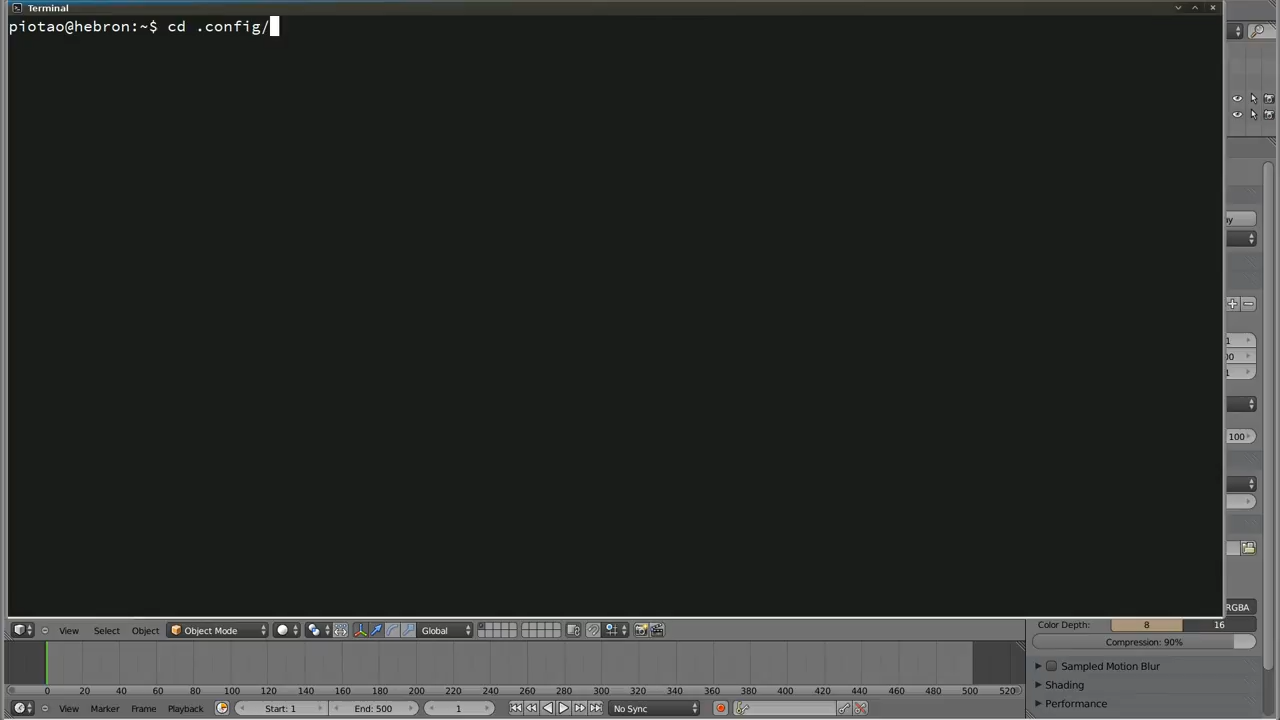 Terminal
piotao@hebron:~$ cd .config/
100
RGBA
Color Depth: 8 16
Compression: 90%
Sampled Motion Blur
Shading
Performance
View Select Object Object Mode Global
0 20 40 60 80 100 120 140 160 180 200 220 240 260 280 300 320 340 360 380 400 420 440 460 480 500 520
View Marker Frame Playback Start: 1 End: 500 1 No Sync